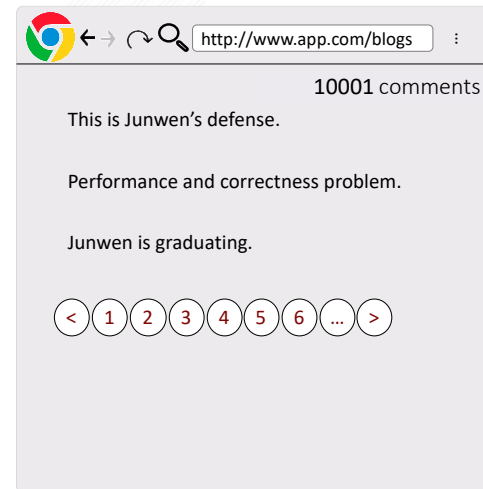 http://www.app.com/blogs
10001 comments
This is Junwen’s defense.
Performance and correctness problem.
Junwen is graduating.
< 1 2 3 4 5 6 ... >